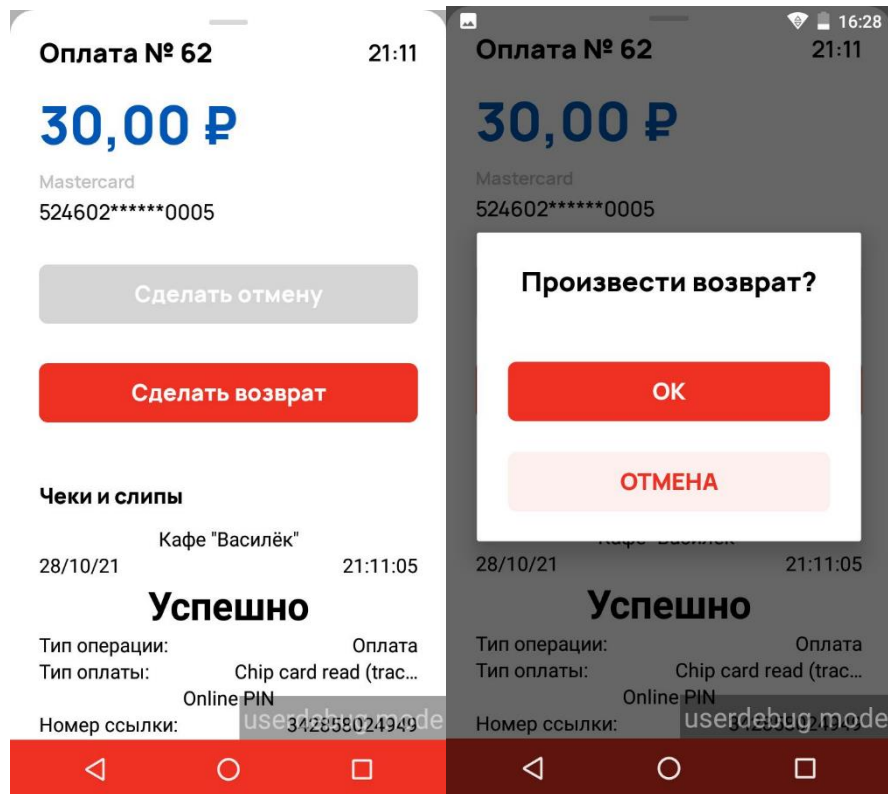 Оплата № 62 21:11
30,00 ₽
Mastercard
524602******0005
Сделать отмену
Сделать возврат
Чеки и слипы
Кафе "Василёк"
28/10/21 21:11:05
Успешно
Тип операции: Оплата
Тип оплаты: Chip card read (trac...
Online PIN
Номер ссылки: 342858024949
userdebug mode
16:28
Оплата № 62 21:11
30,00 ₽
Mastercard
524602******0005
Произвести возврат?
ОК
ОТМЕНА
28/10/21 21:11:05
Успешно
Тип операции: Оплата
Тип оплаты: Chip card read (trac...
Online PIN
Номер ссылки:
userdebug mode